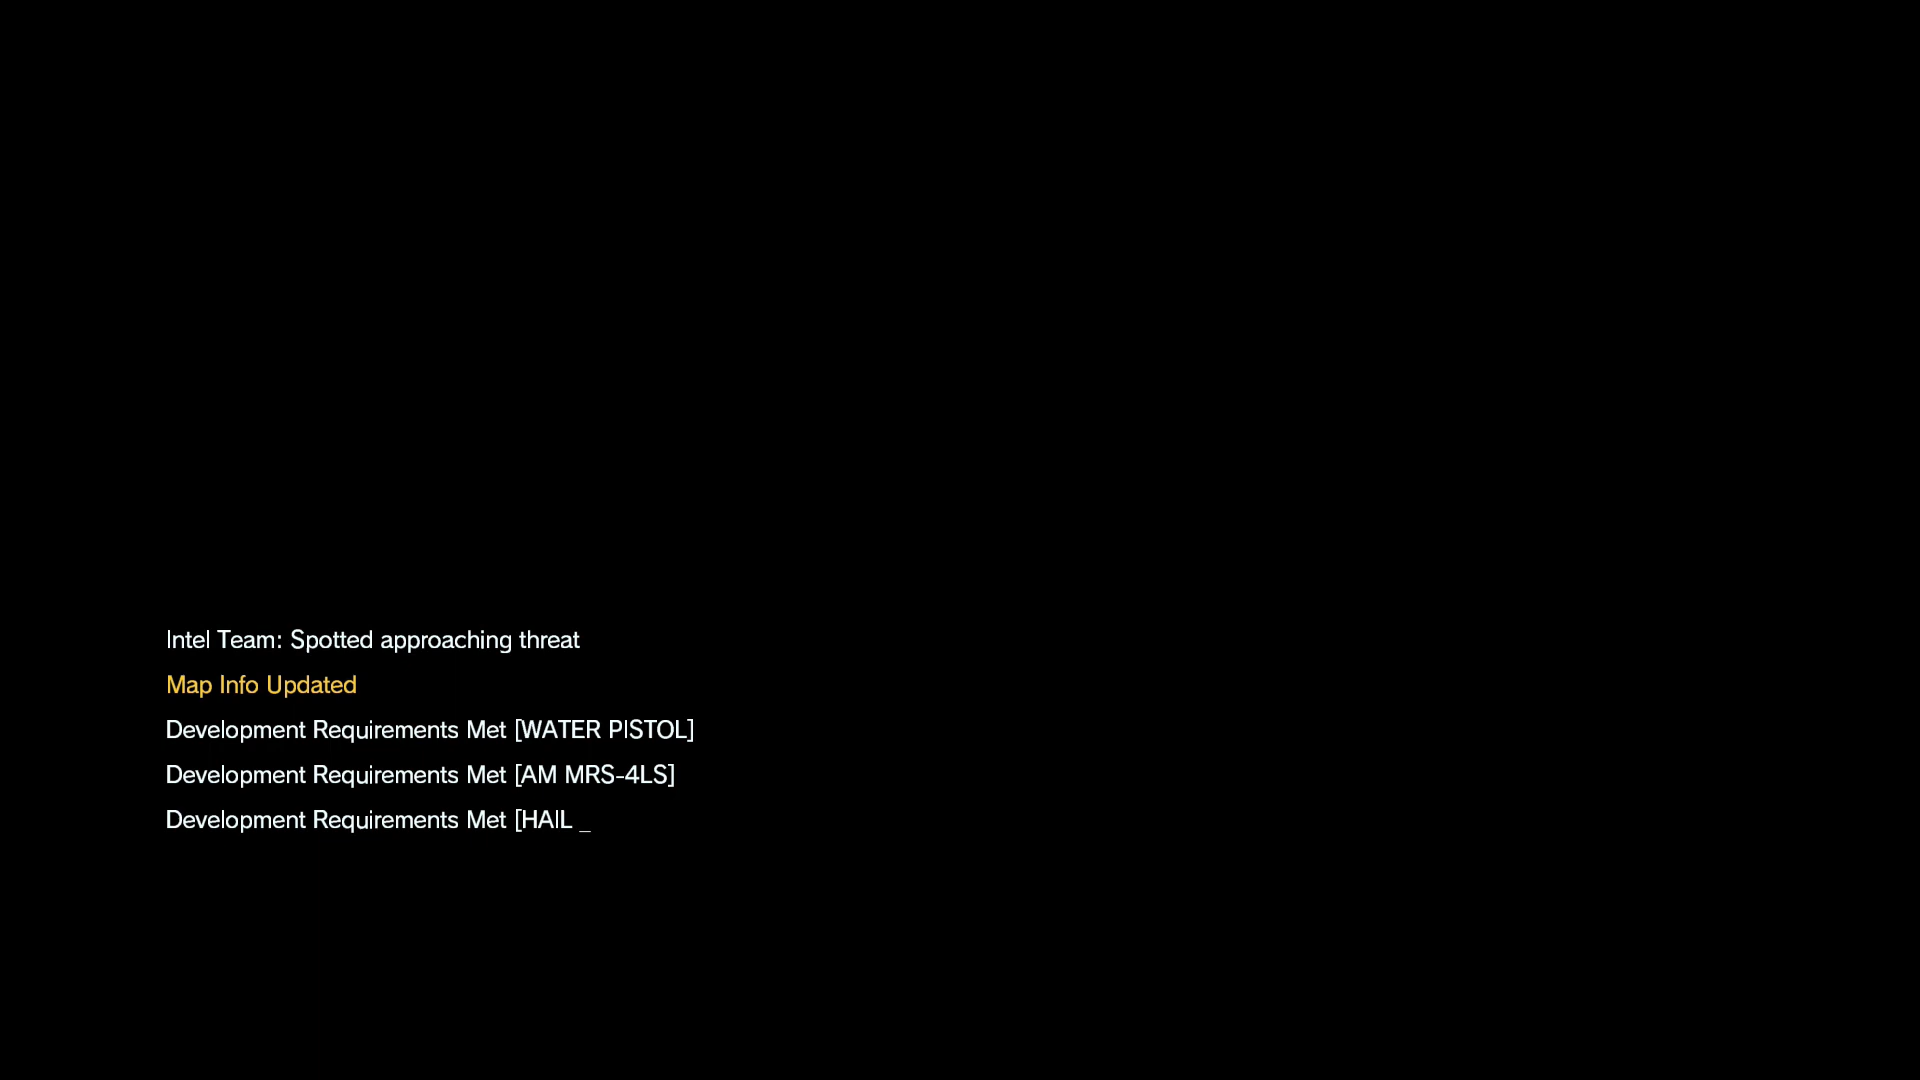 Intel Team: Spotted approaching threat
Map Info Updated
Development Requirements Met [WATER PISTOL]
Development Requirements Met [AM MRS-4LS]
Development Requirements Met [HAIL _